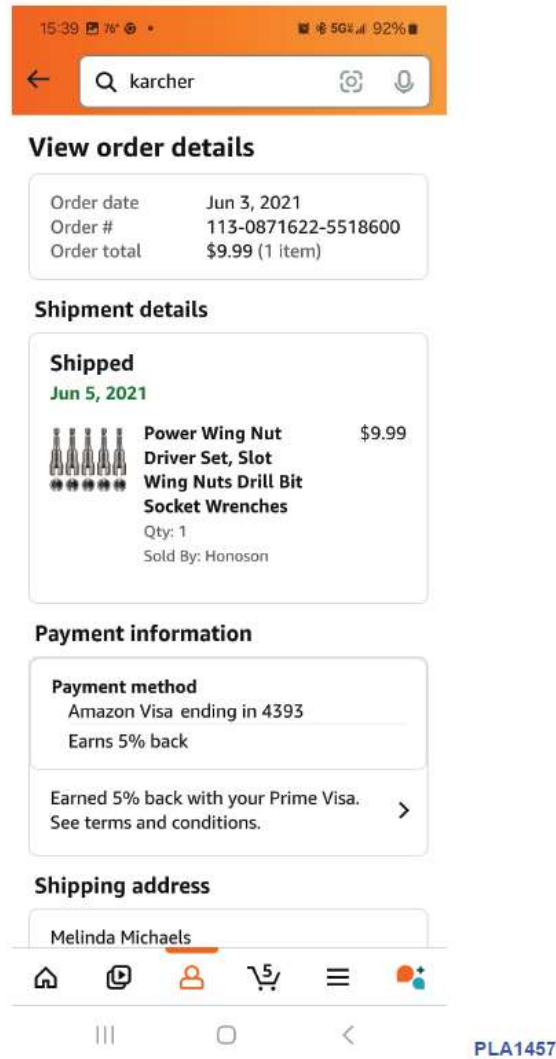 15:39 76° 5G 92%
karcher
View order details
Order date Jun 3, 2021
Order # 113-0871622-5518600
Order total $9.99 (1 item)
Shipment details
Shipped
Jun 5, 2021
Power Wing Nut $9.99
Driver Set, Slot
Wing Nuts Drill Bit
Socket Wrenches
Qty: 1
Sold By: Honoson
Payment information
Payment method
Amazon Visa ending in 4393
Earns 5% back
Earned 5% back with your Prime Visa.
See terms and conditions.
Shipping address
Melinda Michaels
5
PLA1457